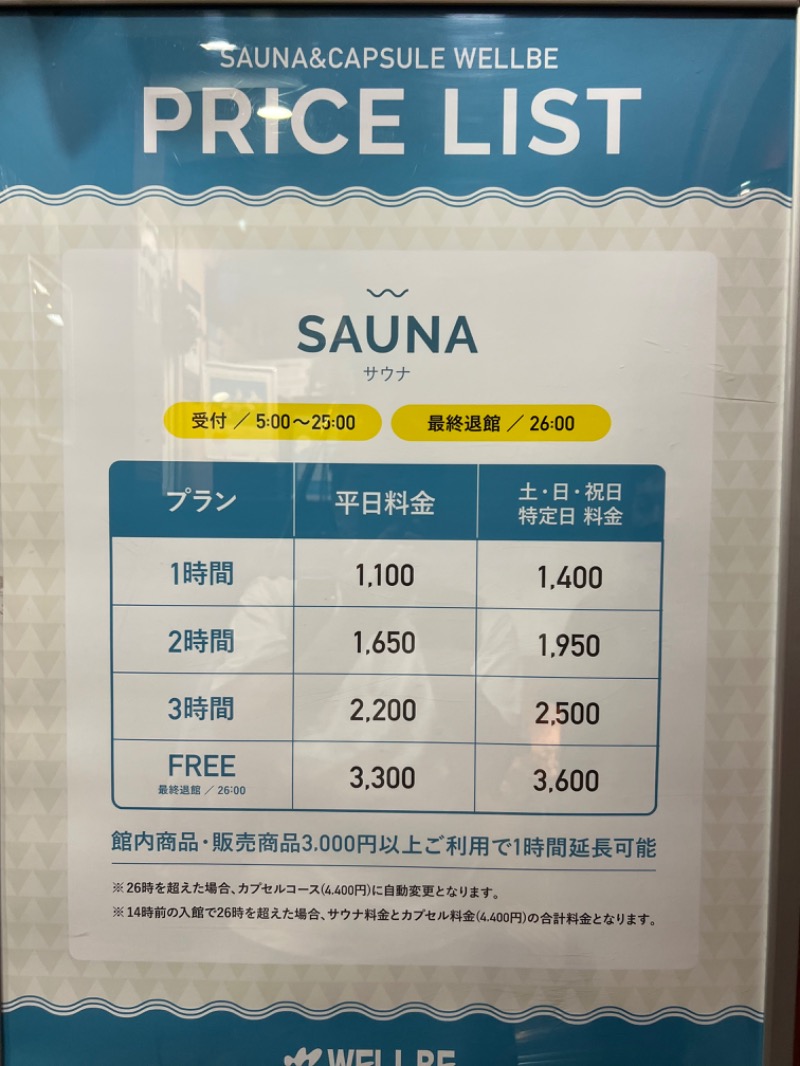 SAUNA&CAPSULE WELLBE
PRICE LIST
SAUNA
サウナ
受付 ／ 5:00〜25:00
最終退館 ／ 26:00
プラン
平日料金
土・日・祝日
特定日 料金
1時間
1,100
1,400
2時間
1,650
1,950
3時間
2,200
2,500
FREE
最終退館 ／ 26:00
3,300
3,600
館内商品・販売商品3.000円以上ご利用で1時間延長可能
※26時を超えた場合、カプセルコース(4.400円)に自動変更となります。
※14時前の入館で26時を超えた場合、サウナ料金とカプセル料金(4.400円)の合計料金となります。
WELLBE